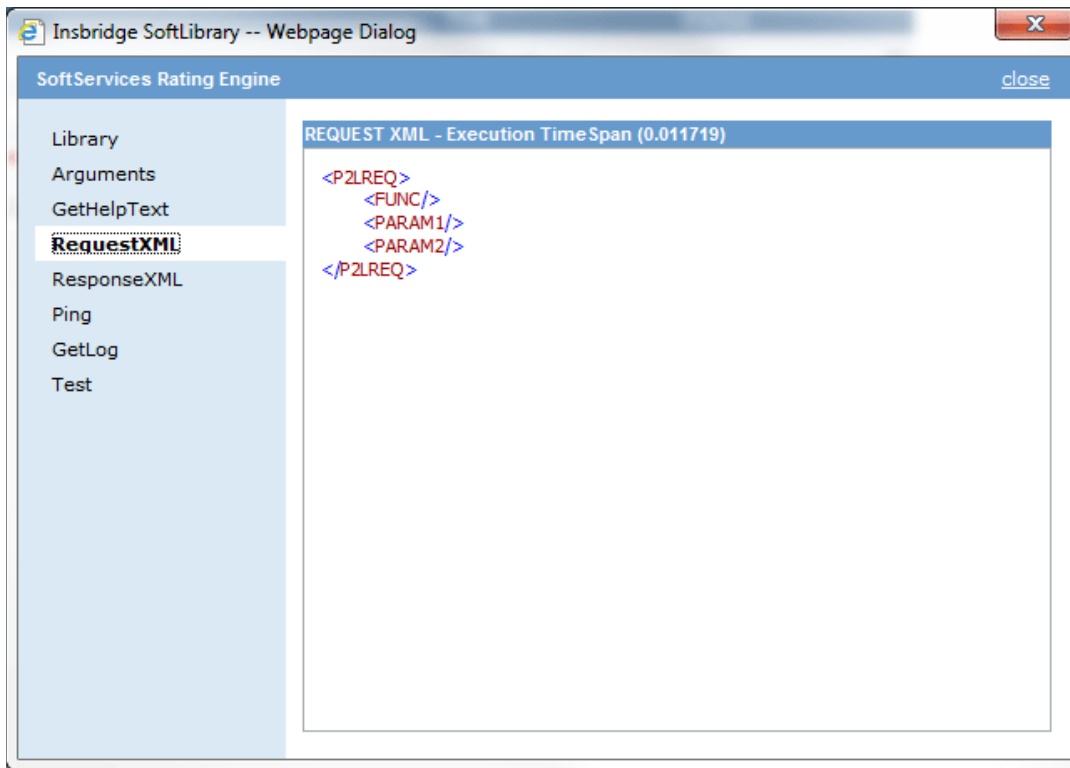 Insbridge SoftLibrary -- Webpage Dialog
X
SoftServices Rating Engine
close
Library
Arguments
GetHelpText
RequestXML
ResponseXML
Ping
GetLog
Test
REQUEST XML - Execution TimeSpan (0.011719)
<P2LREQ>
<FUNC/>
<PARAM1/>
<PARAM2/>
</P2LREQ>